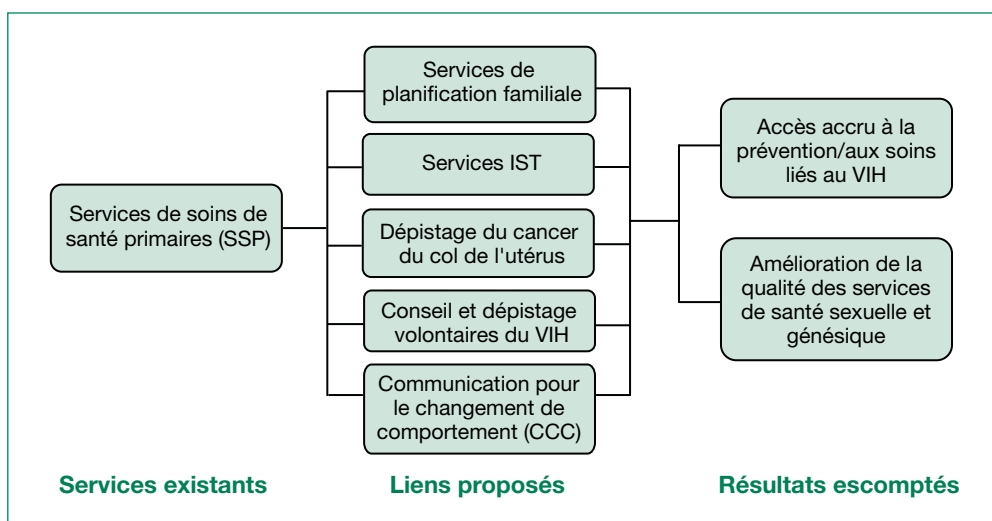 Services de soins de
santé primaires (SSP)
Services de
planification familiale
Services IST
Dépistage du cancer
du col de l'utérus
Conseil et dépistage
volontaires du VIH
Communication pour
le changement de
comportement (CCC)
Accès accru à la
prévention/aux soins
liés au VIH
Amélioration de la
qualité des services
de santé sexuelle et
génésique
Services existants
Liens proposés
Résultats escomptés